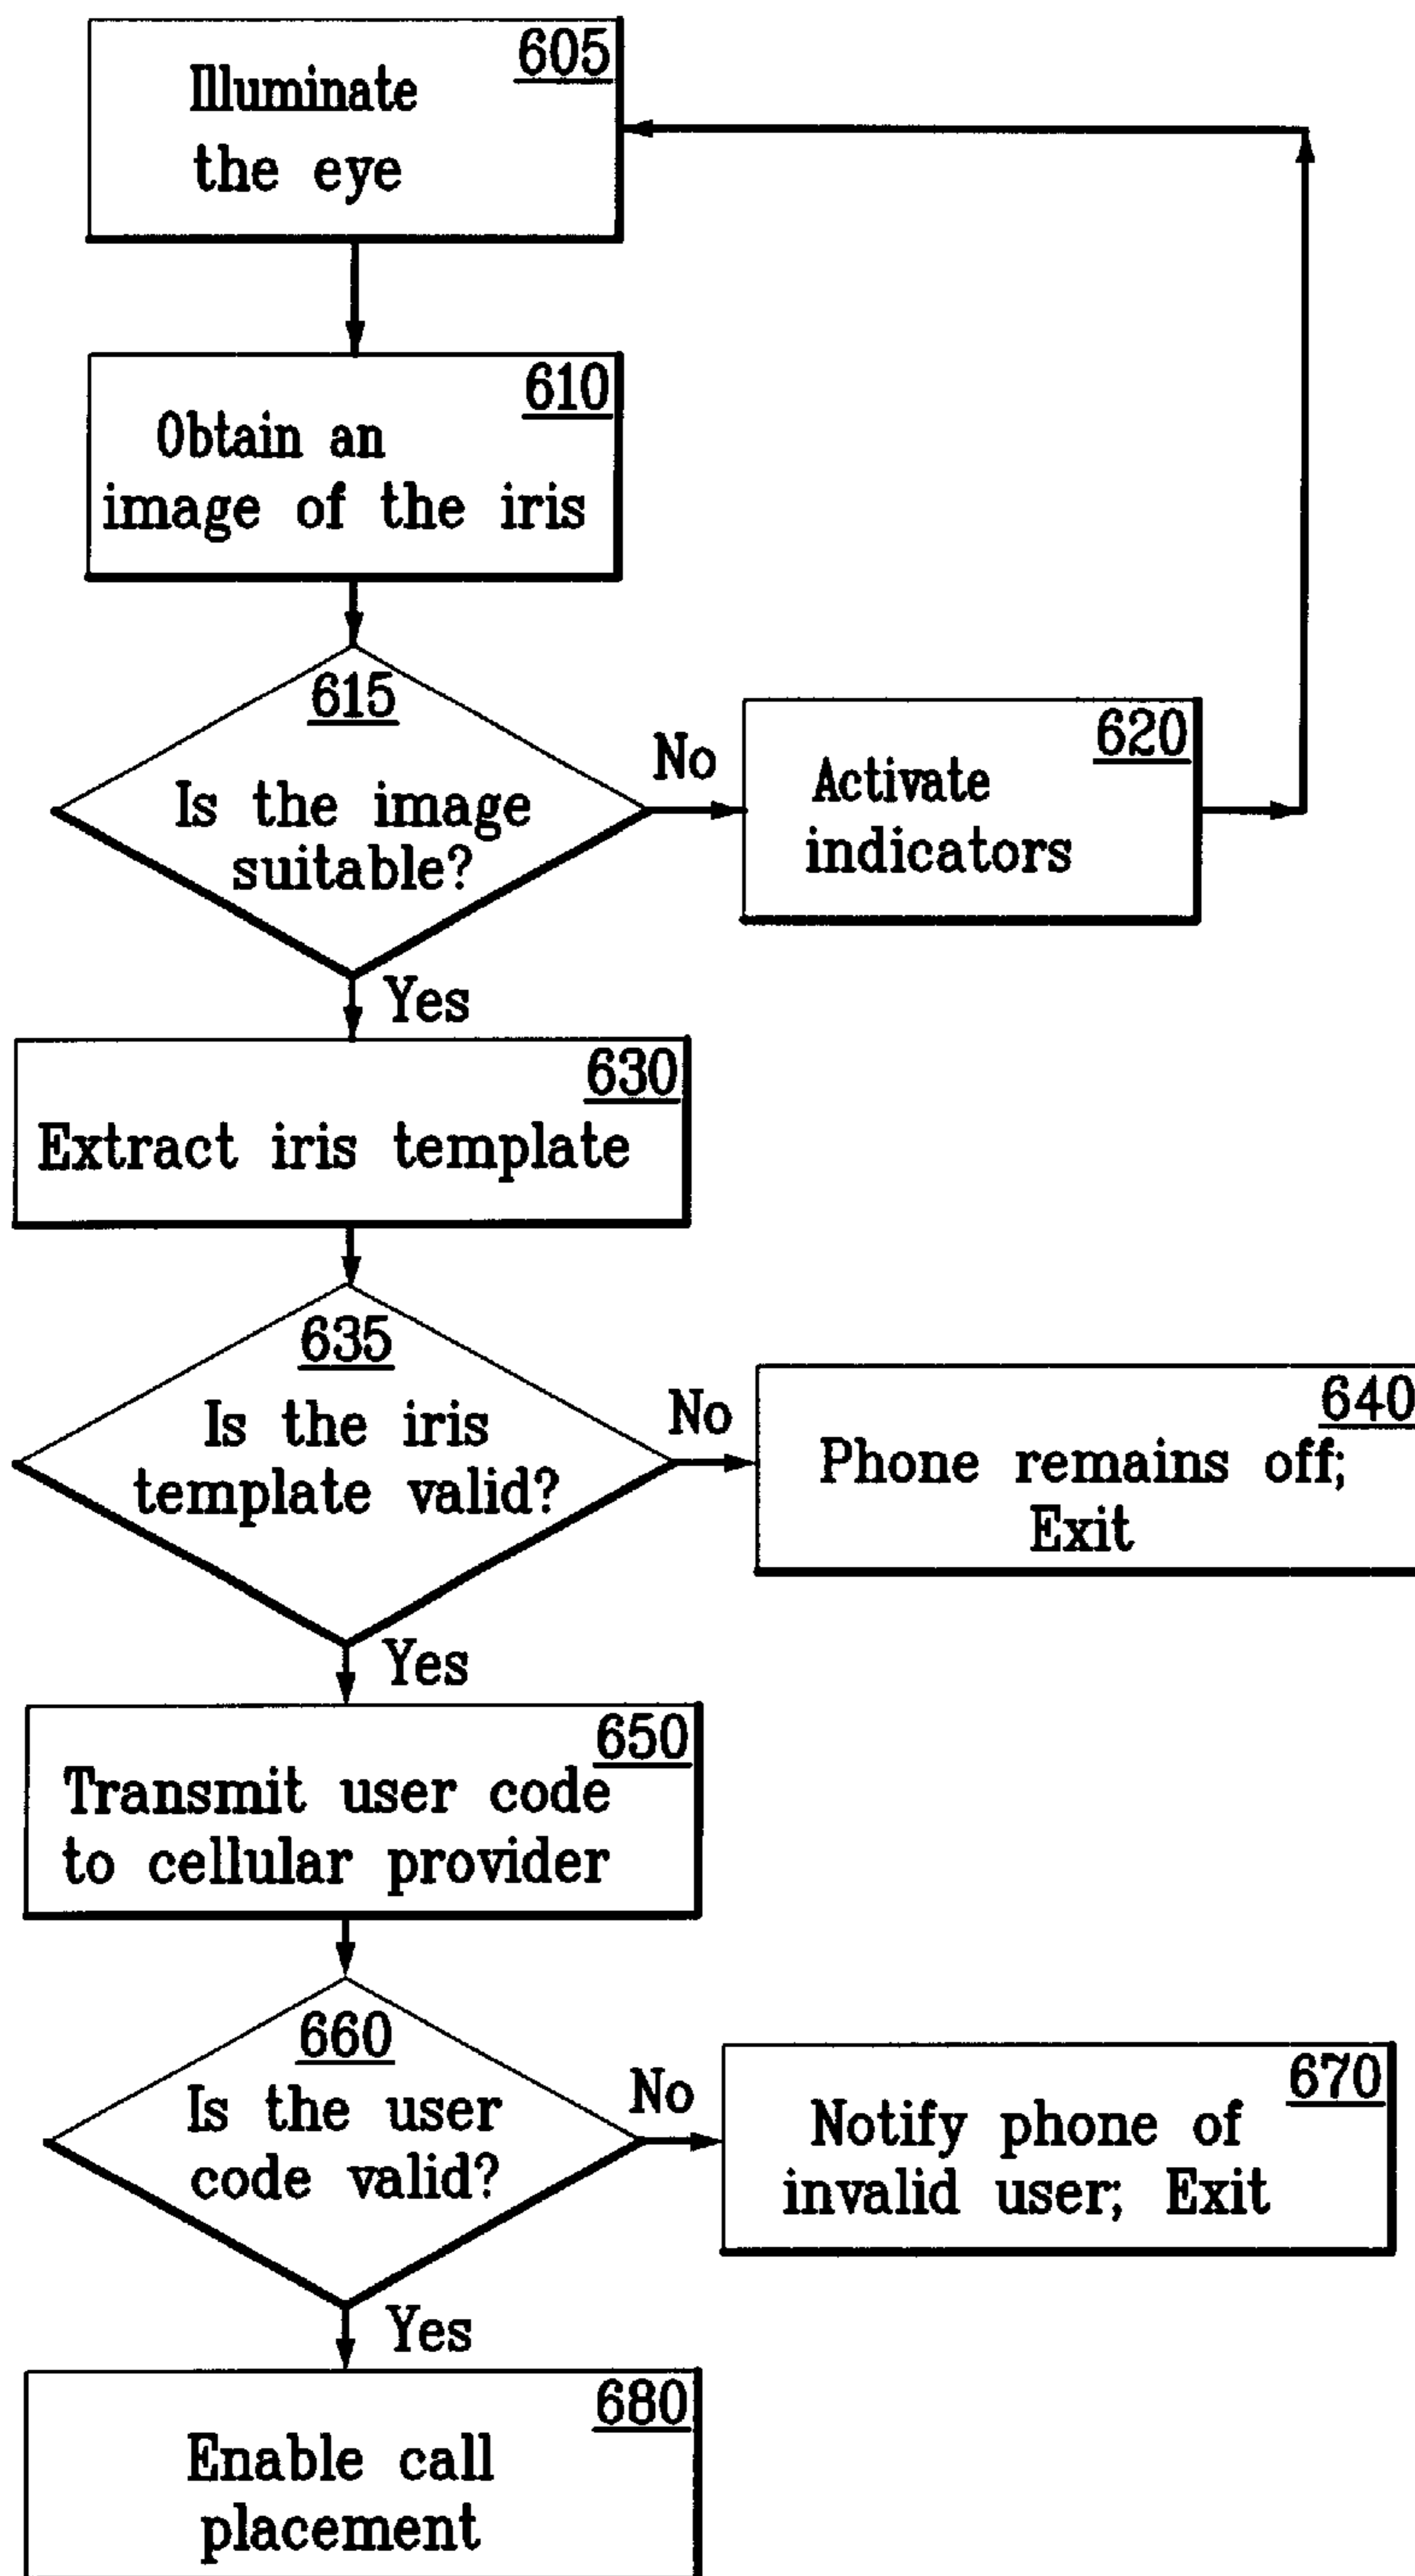 605
Illuminate
the eye
610
Obtain an
image of the iris
615
Is the image
suitable?
No
620
Activate
indicators
Yes
630
Extract iris template
635
Is the iris
template valid?
No
640
Phone remains off;
Exit
Yes
650
Transmit user code
to cellular provider
660
Is the user
code valid?
No
670
Notify phone of
invalid user; Exit
Yes
680
Enable call
placement